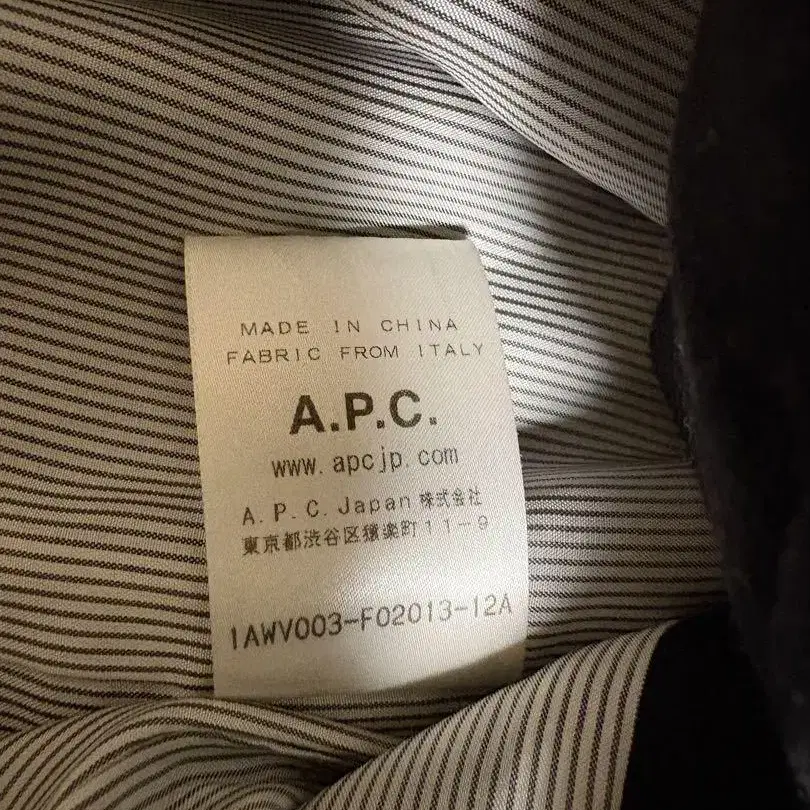 MADE IN CHINA
FABRIC FROM ITALY
A.P.C.
www.apcjp.com
A.P.C.Japan 株式会社
東京都渋谷区猿楽町11-9
1AWV003-F02013-12A